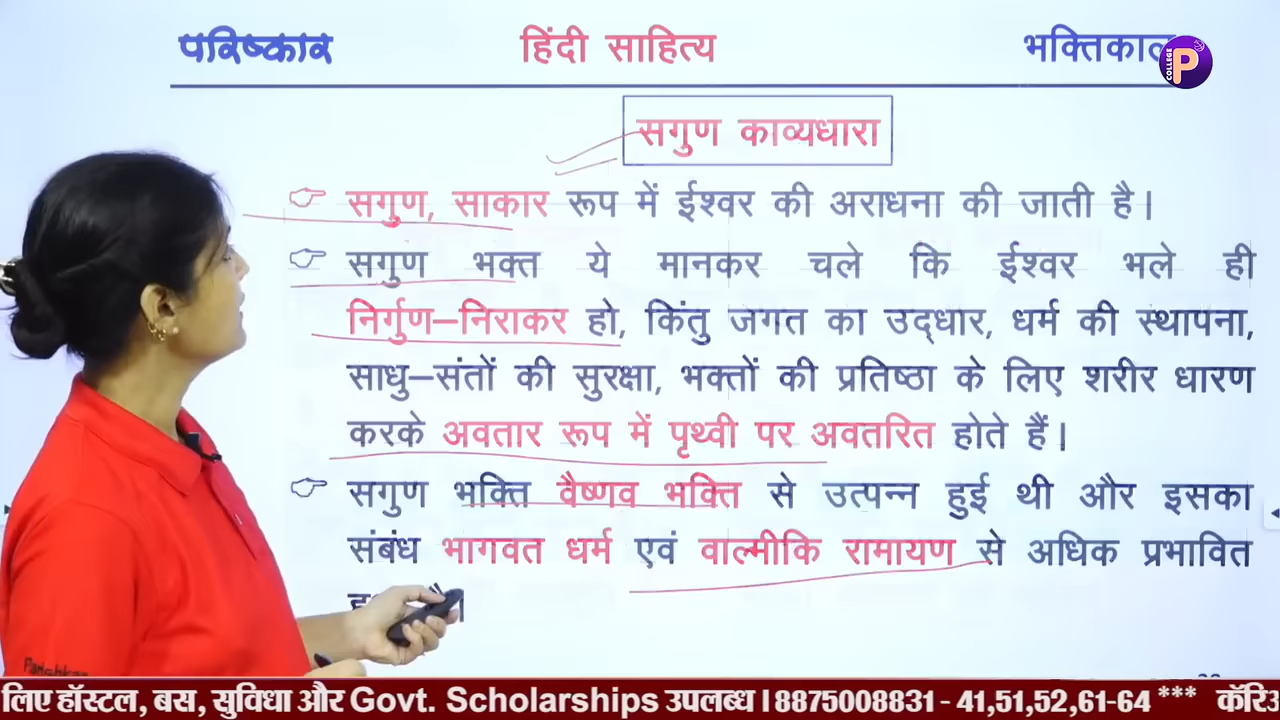 परिष्कार हिंदी साहित्य भक्तिकाल
COLLEGE P
सगुण काव्यधारा
सगुण, साकार रूप में ईश्वर की अराधना की जाती है।
सगुण भक्त ये मानकर चले कि ईश्वर भले ही
निर्गुण–निराकर हो, किंतु जगत का उद्धार, धर्म की स्थापना,
साधु–संतों की सुरक्षा, भक्तों की प्रतिष्ठा के लिए शरीर धारण
करके अवतार रूप में पृथ्वी पर अवतरित होते हैं।
सगुण भक्ति वैष्णव भक्ति से उत्पन्न हुई थी और इसका
संबंध भागवत धर्म एवं वाल्मीकि रामायण से अधिक प्रभावित
Parishkar
लिए हॉस्टल, बस, सुविधा और Govt. Scholarships उपलब्ध। 8875008831 - 41,51,52,61-64 ***